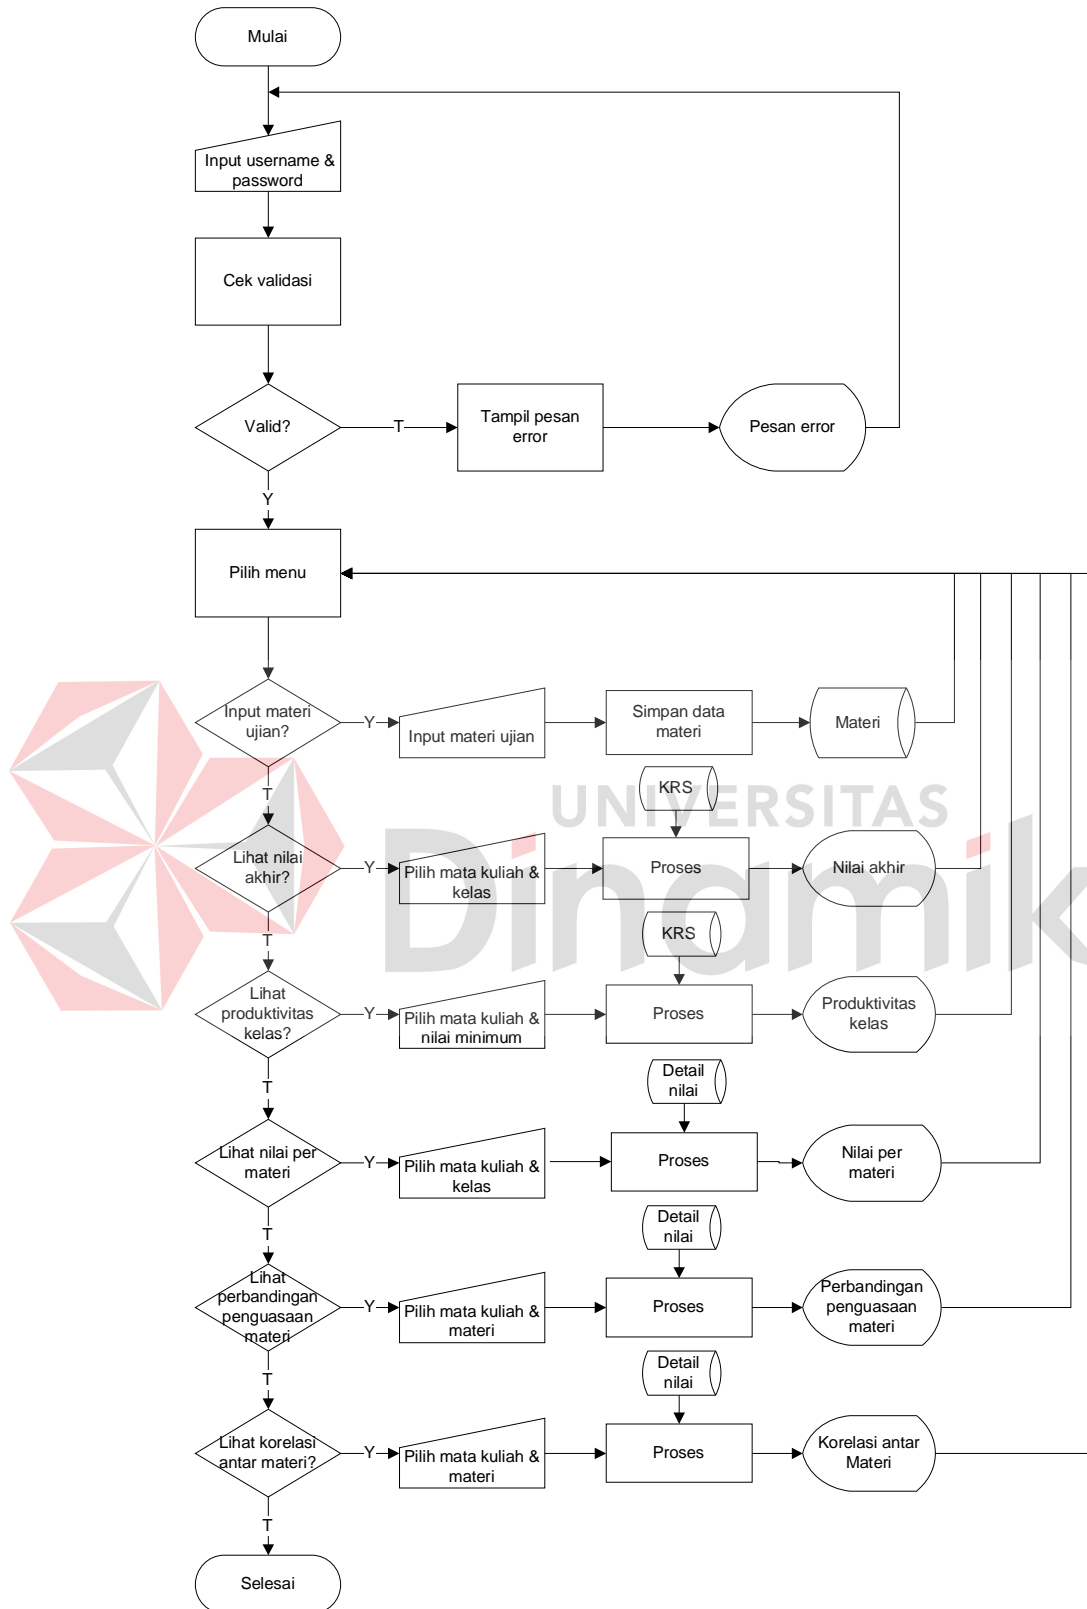 Mulai
Input username &
password
Cek validasi
Valid?
T
Tampil pesan
error
Pesan error
Y
Pilih menu
Input materi
ujian?
Y
Input materi ujian
Simpan data
materi
Materi
T
KRS
UNIVERSITAS
Dinamik
Lihat nilai
akhir?
Y
Pilih mata kuliah &
kelas
Proses
Nilai akhir
T
KRS
Lihat
produktivitas
kelas?
Y
Pilih mata kuliah &
nilai minimum
Proses
Produktivitas
kelas
T
Detail
nilai
Lihat nilai per
materi
Y
Pilih mata kuliah &
kelas
Proses
Nilai per
materi
T
Detail
nilai
Lihat
perbandingan
penguasaan
materi
Y
Pilih mata kuliah &
materi
Proses
Perbandingan
penguasaan
materi
T
Detail
nilai
Lihat korelasi
antar materi?
Y
Pilih mata kuliah &
materi
Proses
Korelasi antar
Materi
T
Selesai